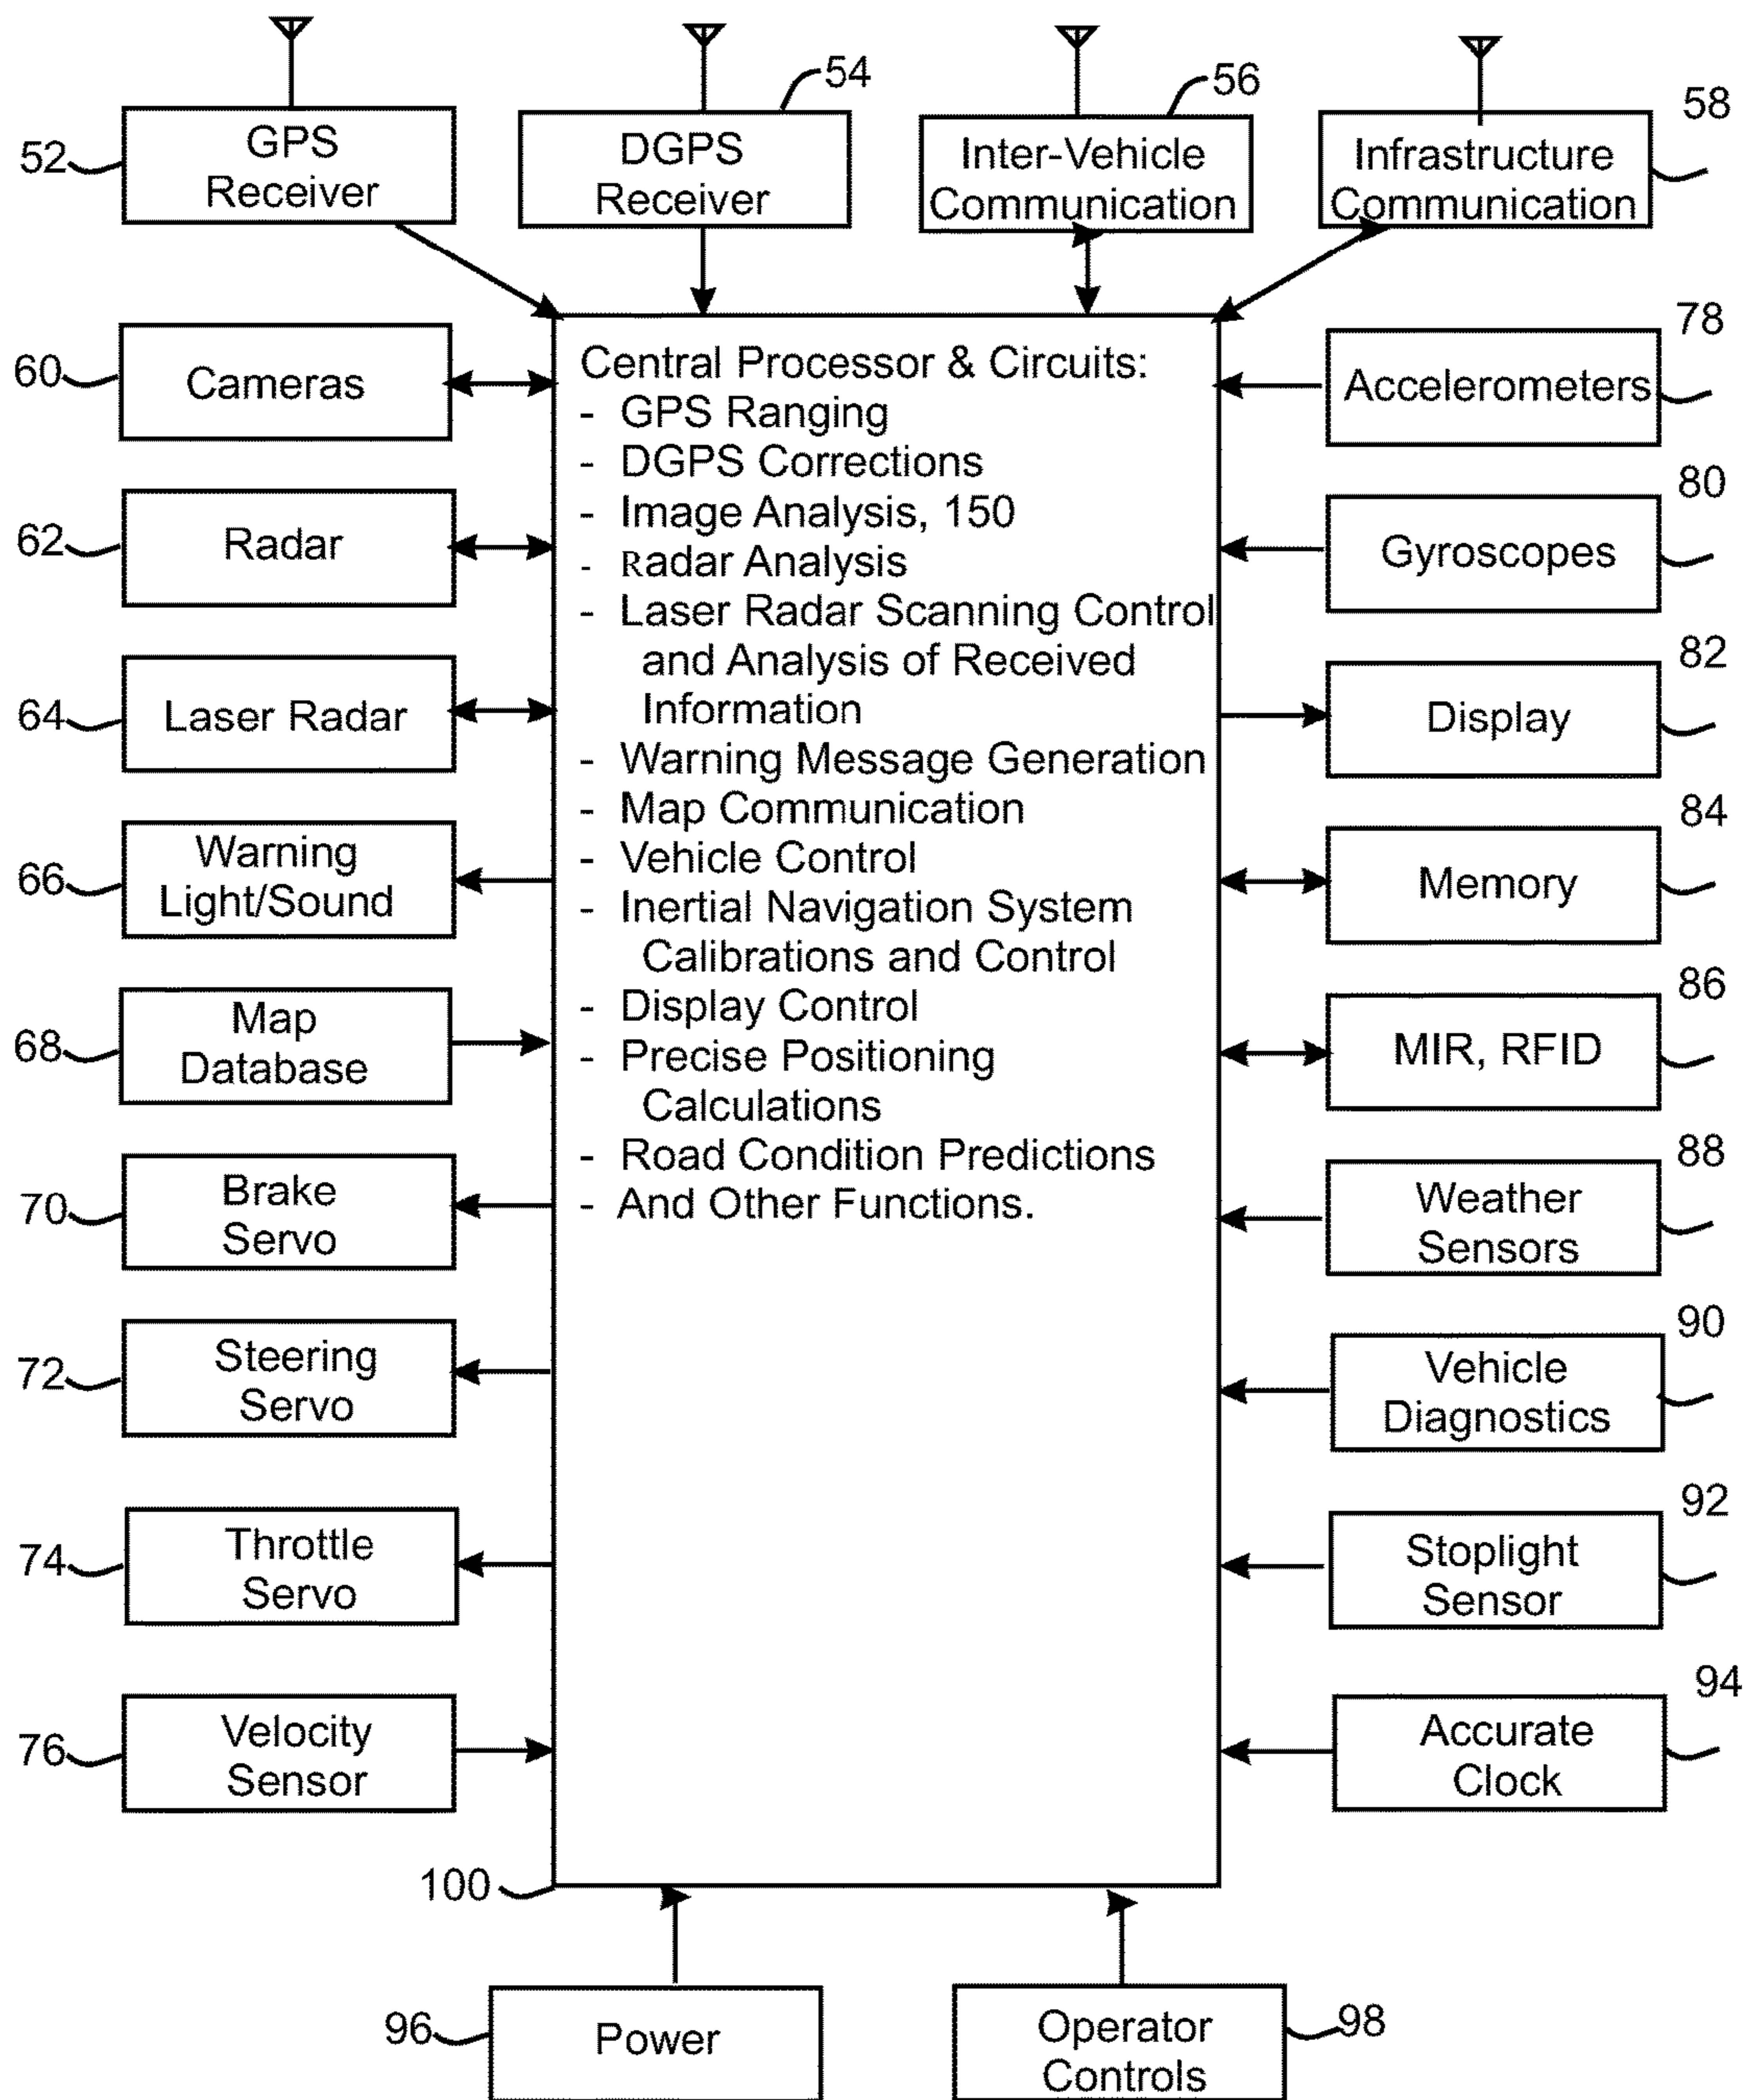 54
56
58
52
GPS
Receiver
DGPS
Receiver
Inter-Vehicle
Communication
Infrastructure
Communication
60
Cameras
62
Radar
64
Laser Radar
66
Warning
Light/Sound
68
Map
Database
70
Brake
Servo
72
Steering
Servo
74
Throttle
Servo
76
Velocity
Sensor
Central Processor & Circuits:
- GPS Ranging
- DGPS Corrections
- Image Analysis, 150
- Radar Analysis
- Laser Radar Scanning Control
and Analysis of Received
Information
- Warning Message Generation
- Map Communication
- Vehicle Control
- Inertial Navigation System
Calibrations and Control
- Display Control
- Precise Positioning
Calculations
- Road Condition Predictions
- And Other Functions.
78
Accelerometers
80
Gyroscopes
82
Display
84
Memory
86
MIR, RFID
88
Weather
Sensors
90
Vehicle
Diagnostics
92
Stoplight
Sensor
94
Accurate
Clock
100
96
Power
Operator
Controls
98